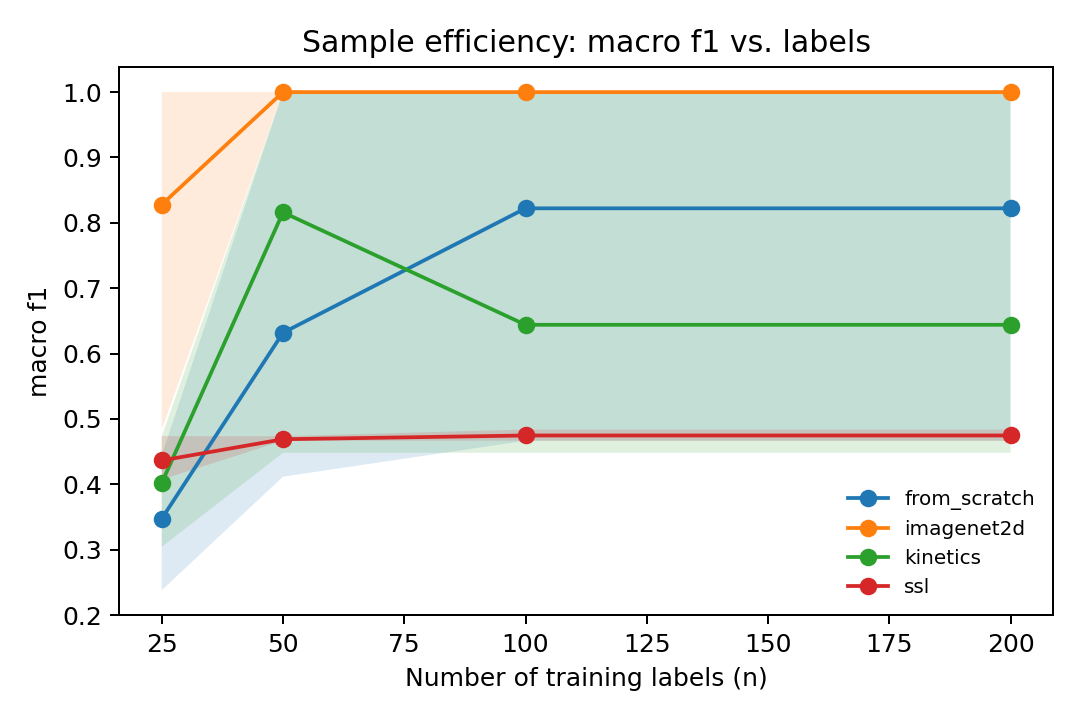 Sample efficiency: macro f1 vs. labels
macro f1
1.0
0.9
0.8
0.7
0.6
0.5
0.4
0.3
0.2
from_scratch
imagenet2d
kinetics
ssl
25 50 75 100 125 150 175 200
Number of training labels (n)